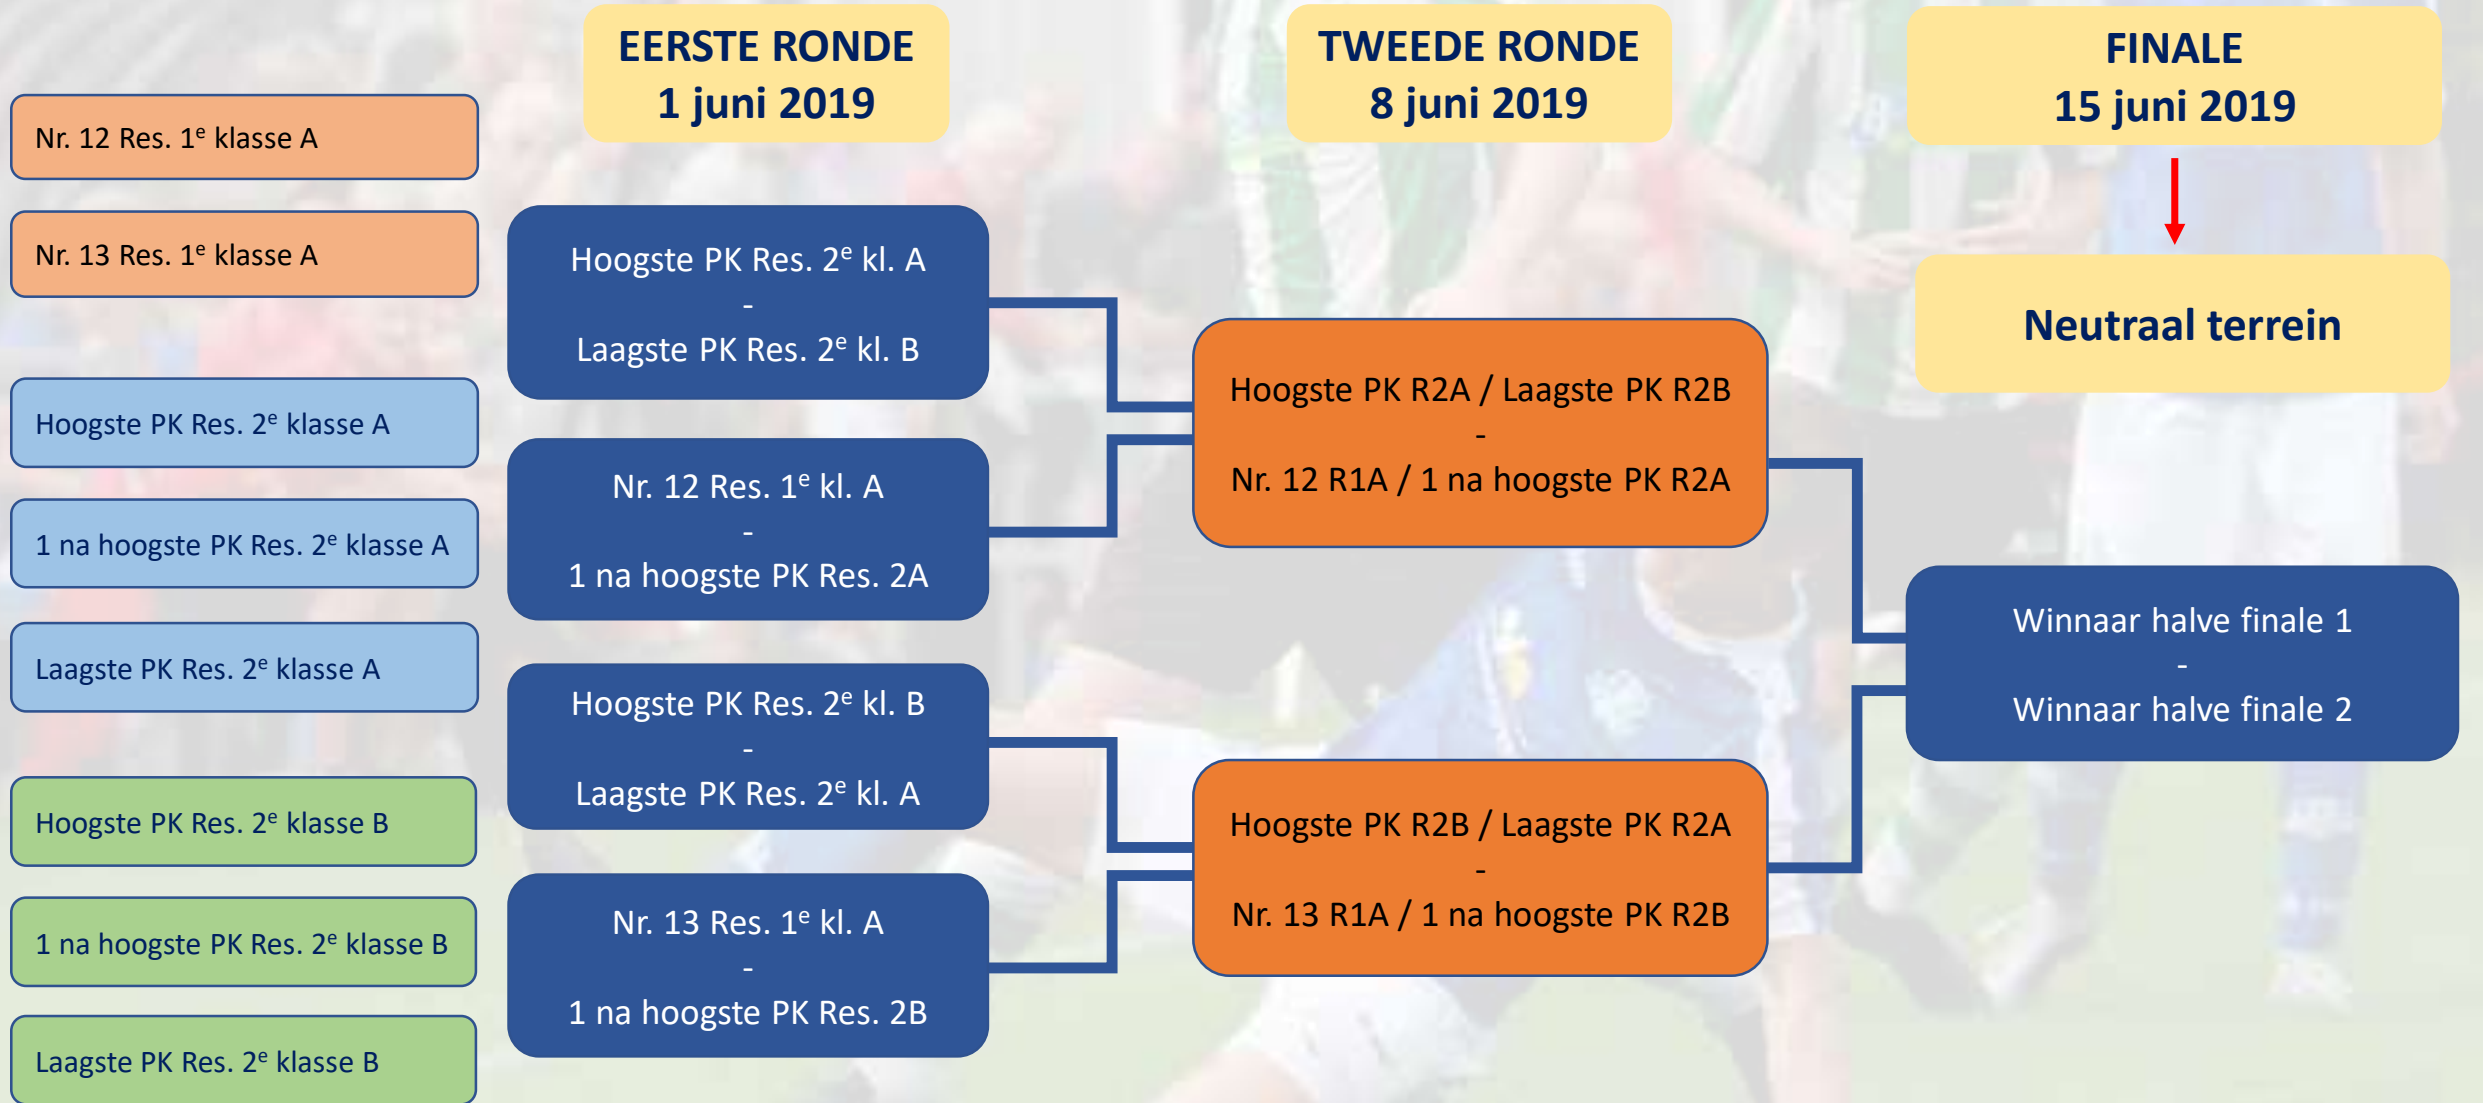 EERSTE RONDE
1 juni 2019
TWEEDE RONDE
8 juni 2019
FINALE
15 juni 2019
Neutraal terrein
Nr. 12 Res. 1e klasse A
Nr. 13 Res. 1e klasse A
Hoogste PK Res. 2e klasse A
1 na hoogste PK Res. 2e klasse A
Laagste PK Res. 2e klasse A
Hoogste PK Res. 2e klasse B
1 na hoogste PK Res. 2e klasse B
Laagste PK Res. 2e klasse B
Hoogste PK Res. 2e kl. A
-
Laagste PK Res. 2e kl. B
Nr. 12 Res. 1e kl. A
-
1 na hoogste PK Res. 2A
Hoogste PK Res. 2e kl. B
-
Laagste PK Res. 2e kl. A
Nr. 13 Res. 1e kl. A
-
1 na hoogste PK Res. 2B
Hoogste PK R2A / Laagste PK R2B
-
Nr. 12 R1A / 1 na hoogste PK R2A
Hoogste PK R2B / Laagste PK R2A
-
Nr. 13 R1A / 1 na hoogste PK R2B
Winnaar halve finale 1
-
Winnaar halve finale 2